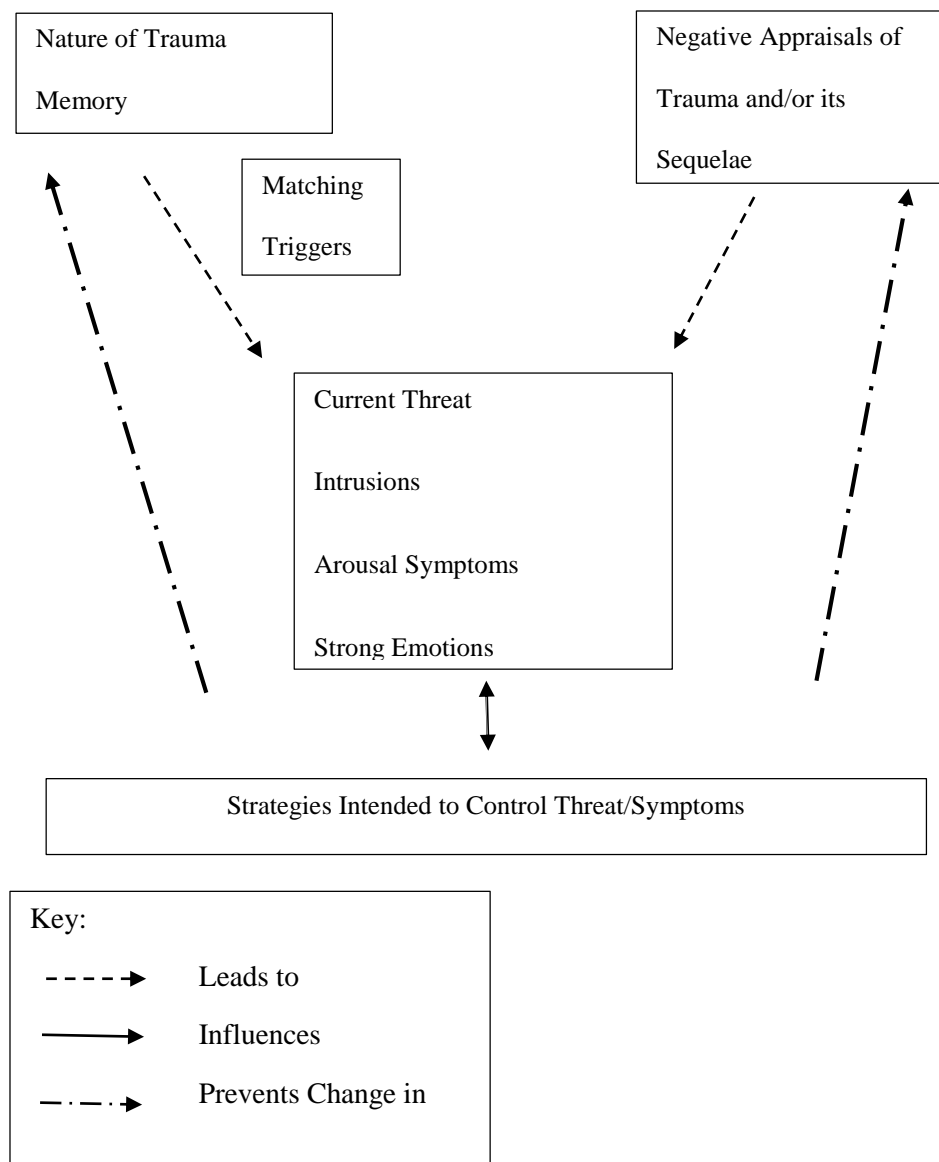 Nature of Trauma
Memory
Negative Appraisals of
Trauma and/or its
Sequelae
Matching
Triggers
Current Threat
Intrusions
Arousal Symptoms
Strong Emotions
Strategies Intended to Control Threat/Symptoms
Key:
Leads to
Influences
Prevents Change in